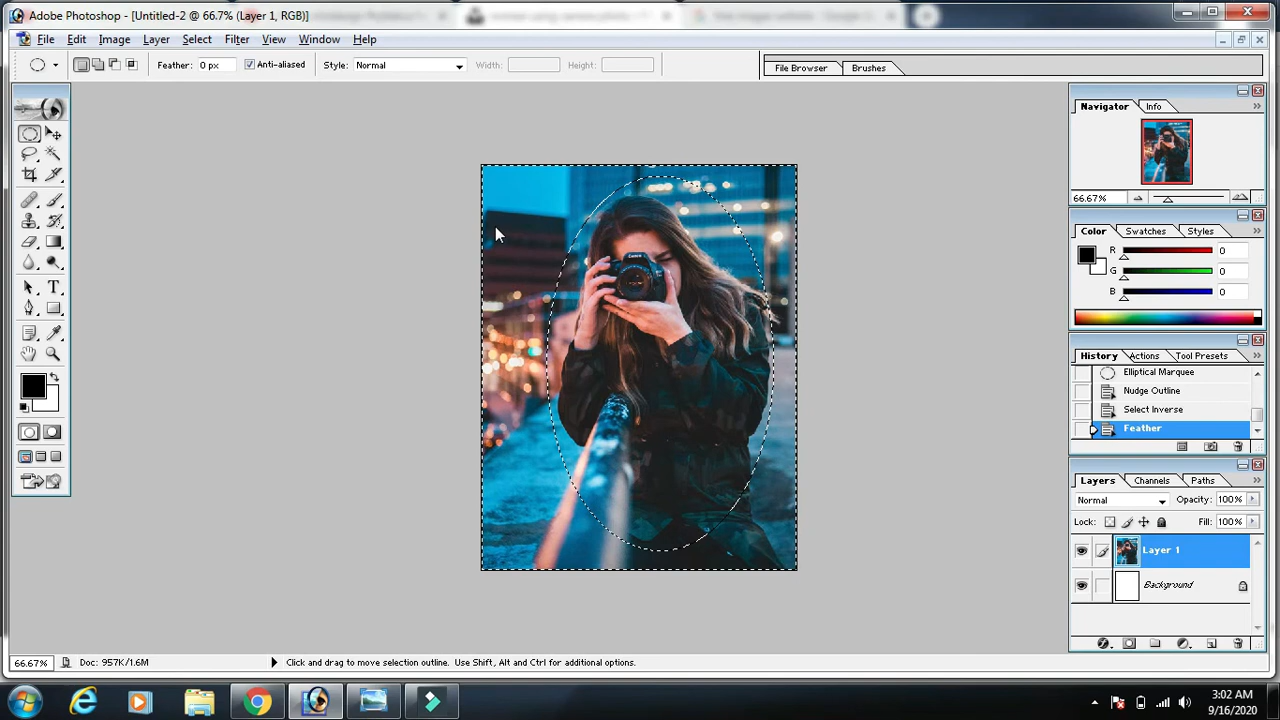 Adobe Photoshop - [Untitled-2 @ 66.7% (Layer 1, RGB)]
File Edit Image Layer Select Filter View Window Help
Feather: 0 px Anti-aliased Style: Normal Width: Height: File Browser Brushes
Navigator Info
66.67%
Color Swatches Styles
R 0
G 0
B 0
History Actions Tool Presets
Elliptical Marquee
Nudge Outline
Select Inverse
Feather
Layers Channels Paths
Normal Opacity: 100%
Lock: Fill: 100%
Layer 1
Background
Canon
T
66.67% Doc: 957K/1.6M Click and drag to move selection outline. Use Shift, Alt and Ctrl for additional options.
3:02 AM
9/16/2020